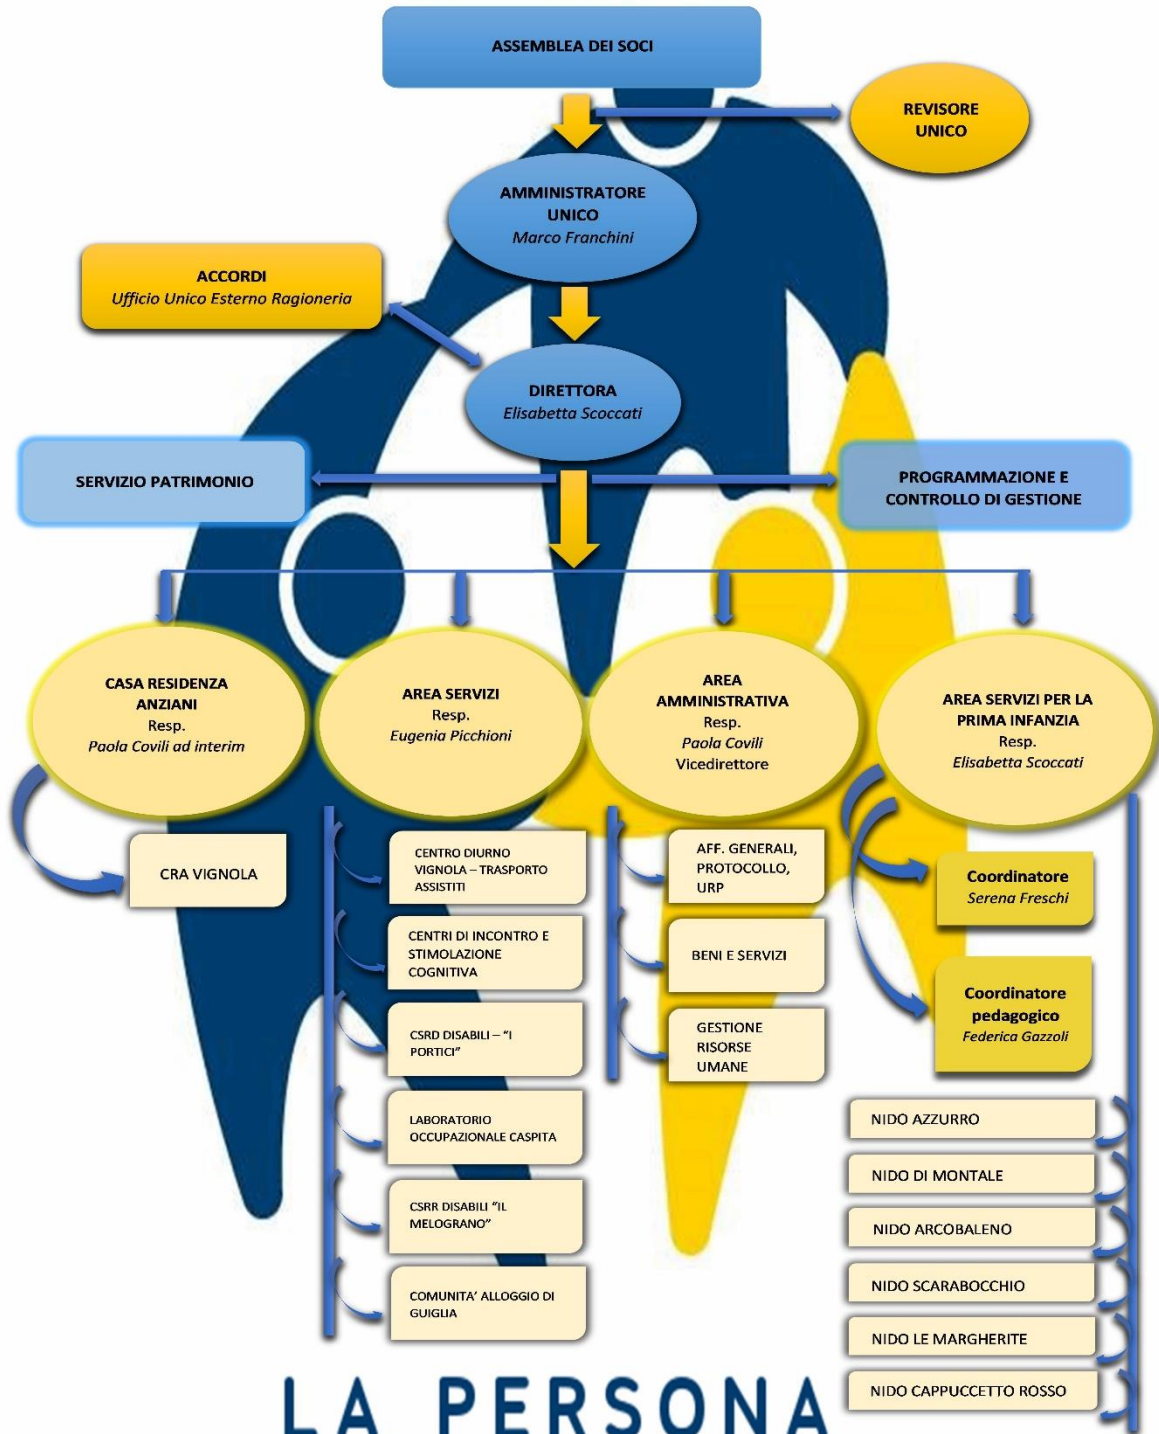 ASSEMBLEA DEI SOCI
REVISORE
UNICO
AMMINISTRATORE
UNICO
Marco Franchini
ACCORDI
Ufficio Unico Esterno Ragioneria
DIRETTORA
Elisabetta Scoccati
SERVIZIO PATRIMONIO
PROGRAMMAZIONE E
CONTROLLO DI GESTIONE
CASA RESIDENZA
ANZIANI
Resp.
Paola Covili ad interim
AREA SERVIZI
Resp.
Eugenia Picchioni
AREA
AMMINISTRATIVA
Resp.
Paola Covili
Vicedirettore
AREA SERVIZI PER LA
PRIMA INFANZIA
Resp.
Elisabetta Scoccati
CRA VIGNOLA
CENTRO DIURNO
VIGNOLA – TRASPORTO
ASSISTITI
CENTRI DI INCONTRO E
STIMOLAZIONE
COGNITIVA
CSRD DISABILI – “I
PORTICI”
LABORATORIO
OCCUPAZIONALE CASPITA
CSRR DISABILI “IL
MELOGRANO”
COMUNITA’ ALLOGGIO DI
GUIGLIA
AFF. GENERALI,
PROTOCOLLO,
URP
BENI E SERVIZI
GESTIONE
RISORSE
UMANE
Coordinatore
Serena Freschi
Coordinatore
pedagogico
Federica Gazzoli
NIDO AZZURRO
NIDO DI MONTALE
NIDO ARCOBALENO
NIDO SCARABOCCHIO
NIDO LE MARGHERITE
NIDO CAPPUCCETTO ROSSO
LA PERSONA